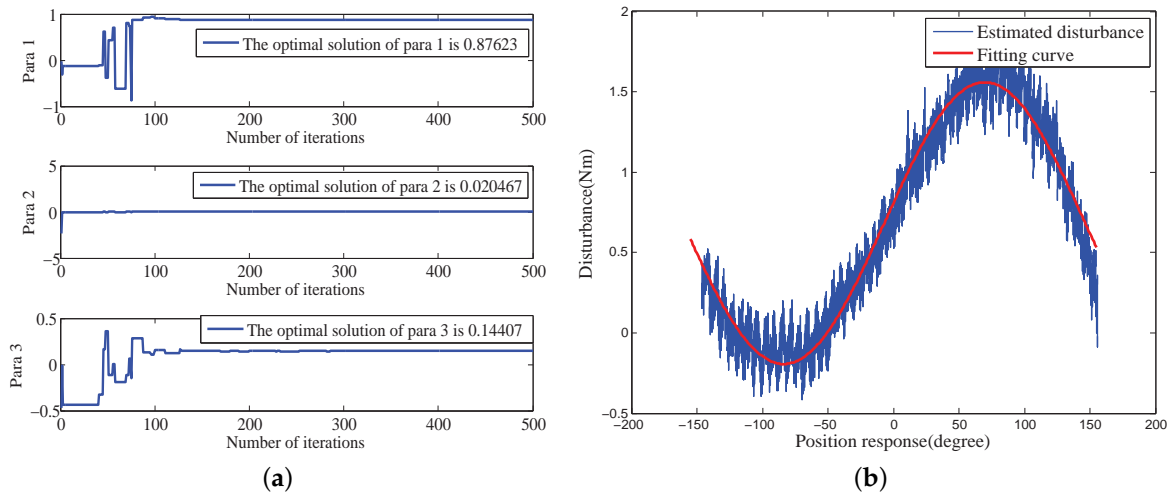 1
0
−1
Para 1
The optimal solution of para 1 is 0.87623
0 100 200 300 400 500
Number of iterations
5
0
−5
Para 2
The optimal solution of para 2 is 0.020467
0 100 200 300 400 500
Number of iterations
0.5
0
−0.5
Para 3
The optimal solution of para 3 is 0.14407
0 100 200 300 400 500
Number of iterations
(a)
2
1.5
1
0.5
0
−0.5
Disturbance(Nm)
Estimated disturbance
Fitting curve
−200 −150 −100 −50 0 50 100 150 200
Position response(degree)
(b)